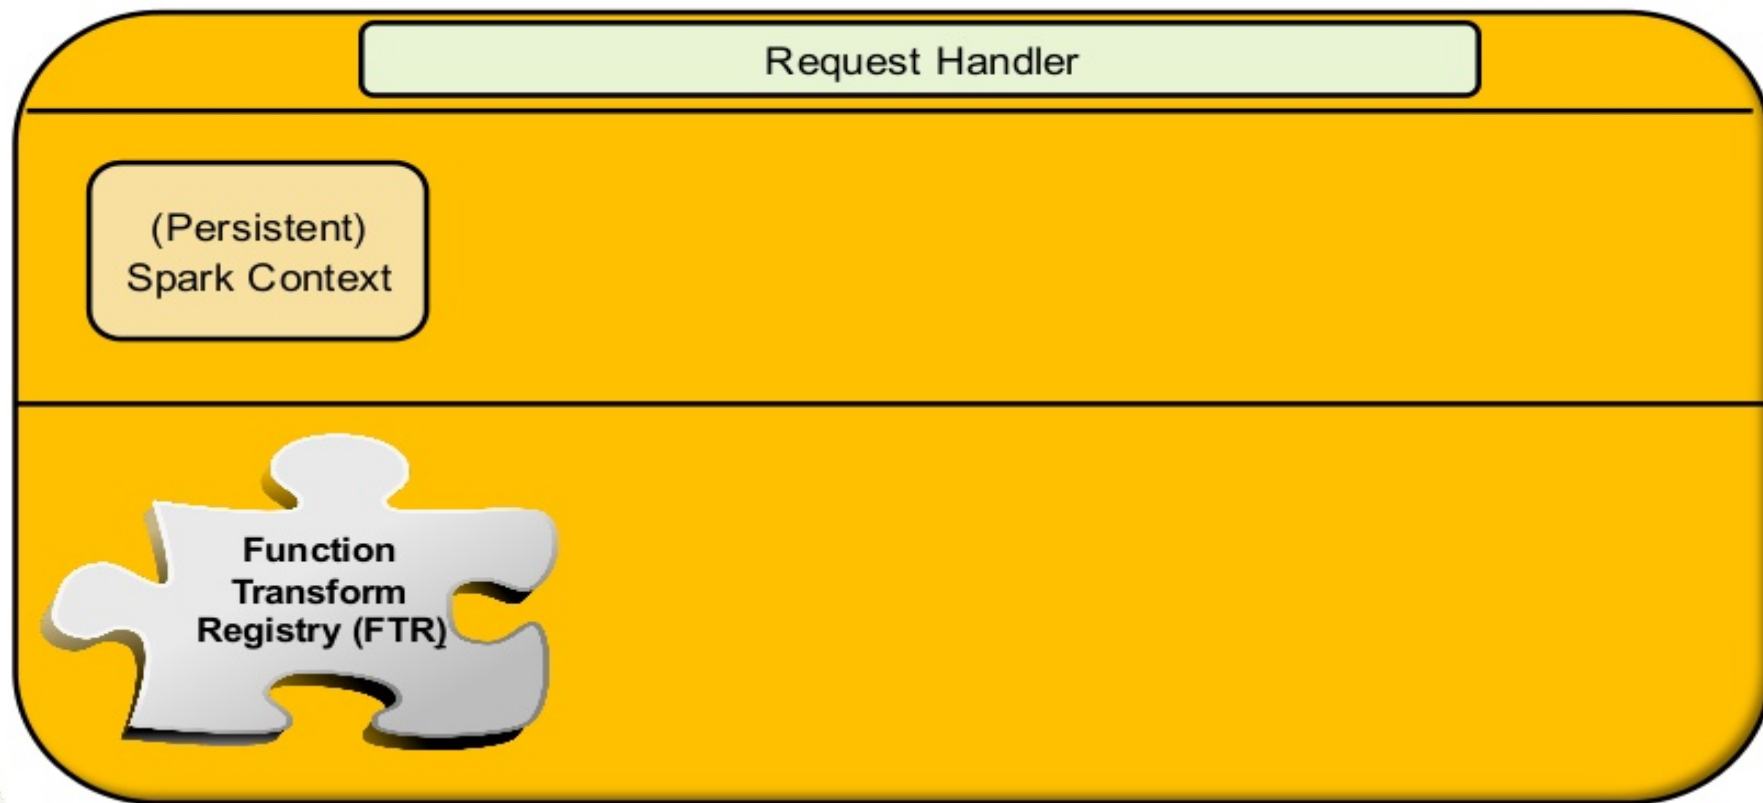 Request Handler
(Persistent)
Spark Context
Function
Transform
Registry (FTR)